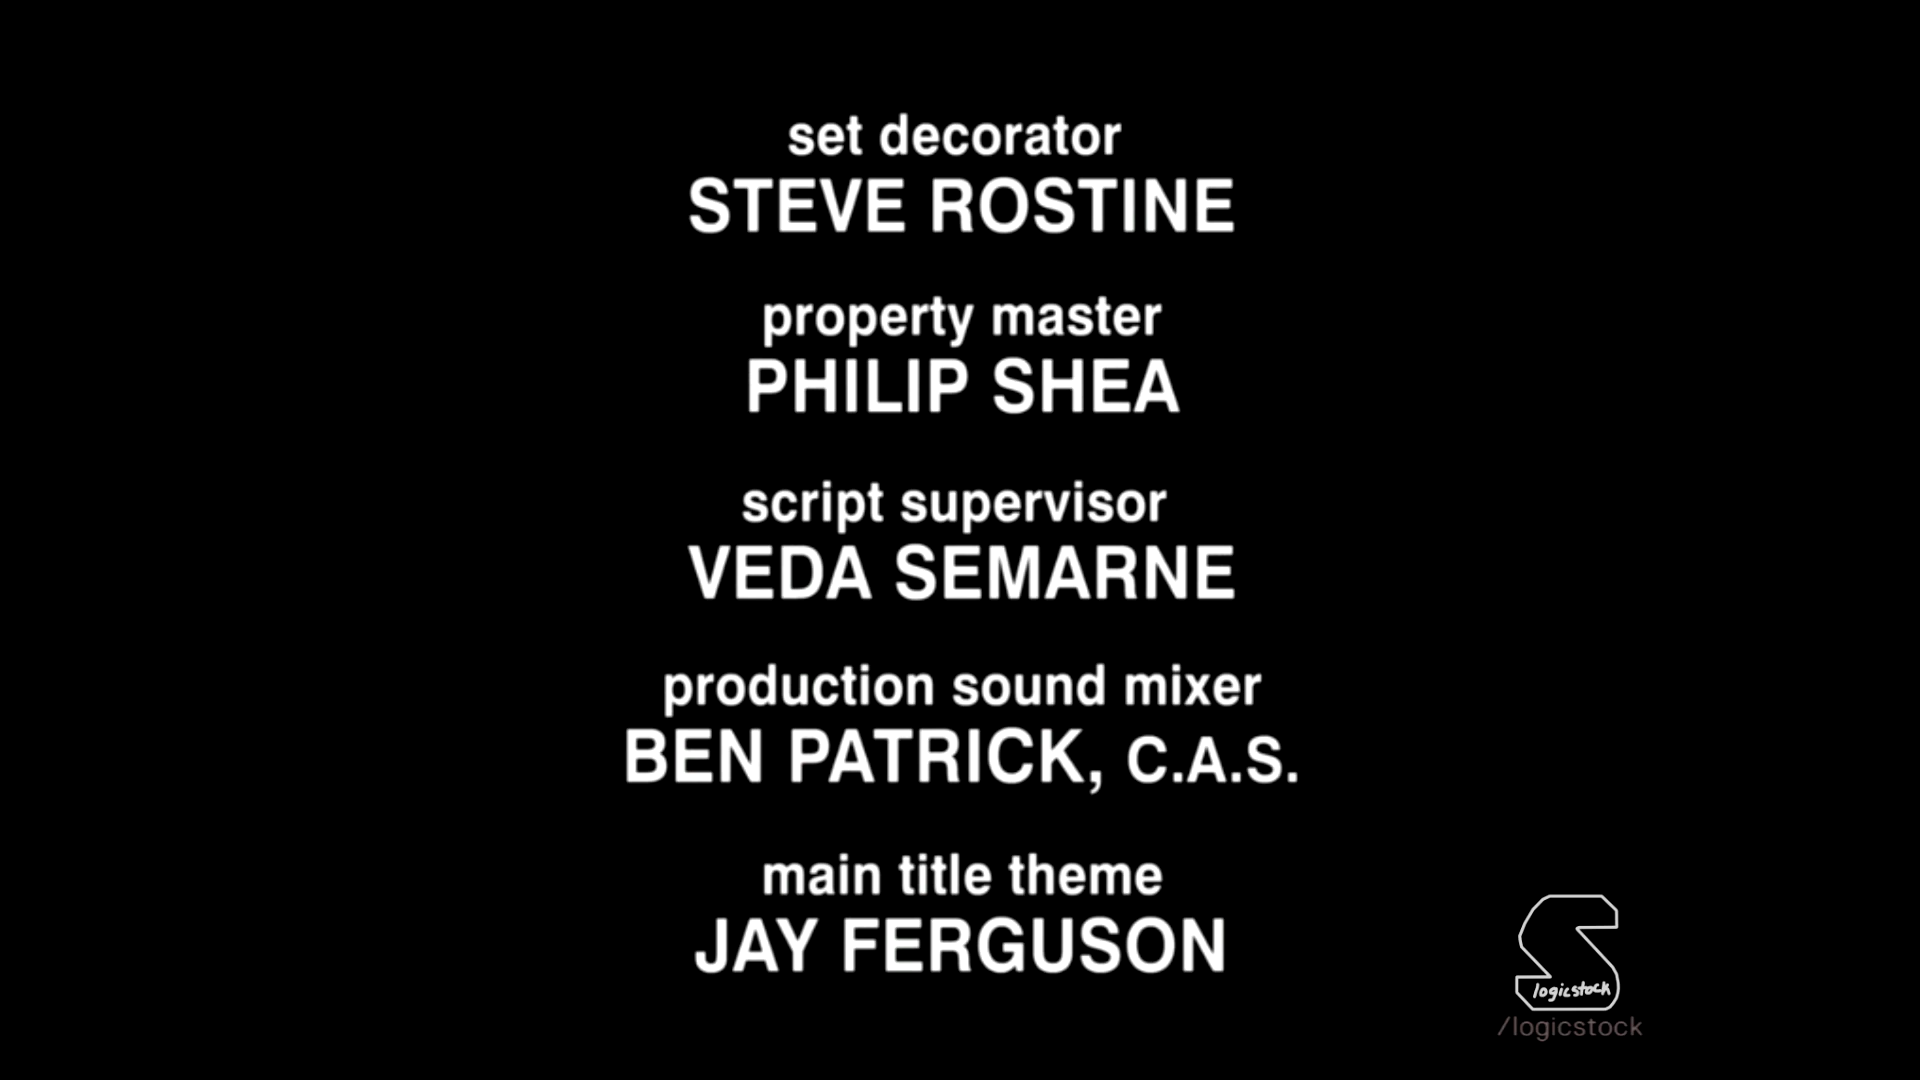 set decorator
STEVE ROSTINE
property master
PHILIP SHEA
script supervisor
VEDA SEMARNE
production sound mixer
BEN PATRICK, C.A.S.
main title theme
JAY FERGUSON
logicstock
/logicstock